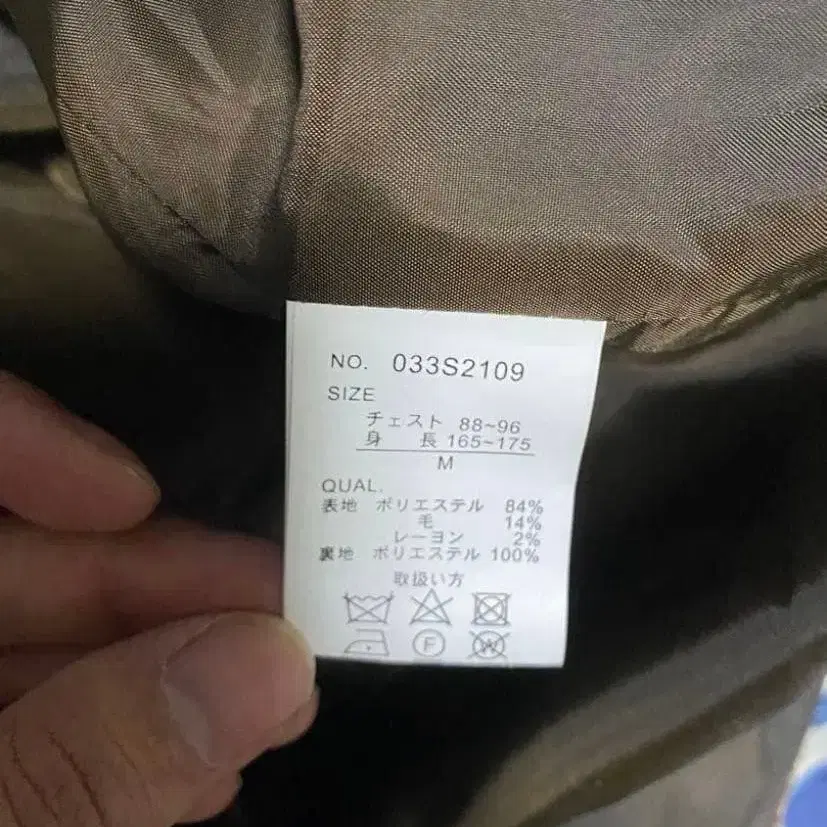 NO. 033S2109
SIZE
チェスト 88~96
身 長 165~175
M
QUAL.
表地 ポリエステル 84%
毛 14%
レーヨン 2%
裏地 ポリエステル 100%
取扱い方
F W